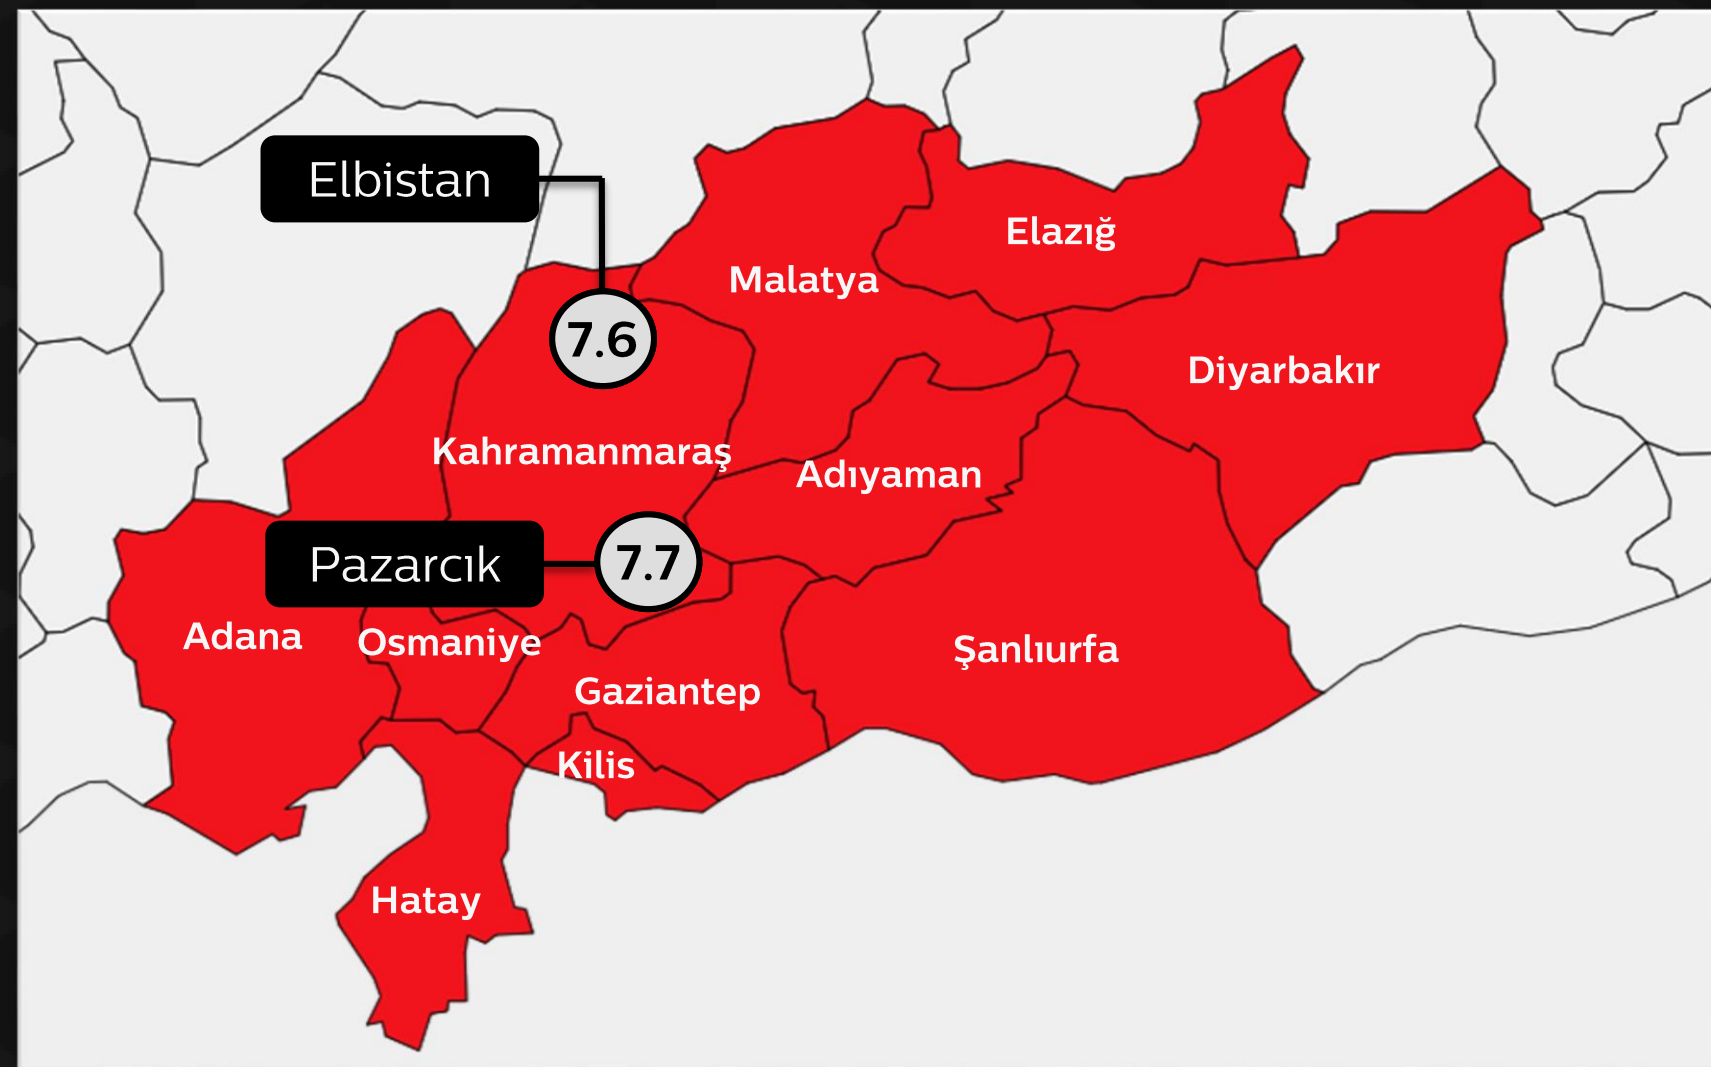 Elbistan
Elazığ
Malatya
7.6
Diyarbakır
Kahramanmaraş
Adıyaman
Pazarcık
7.7
Adana
Osmaniye
Şanlıurfa
Gaziantep
Kilis
Hatay